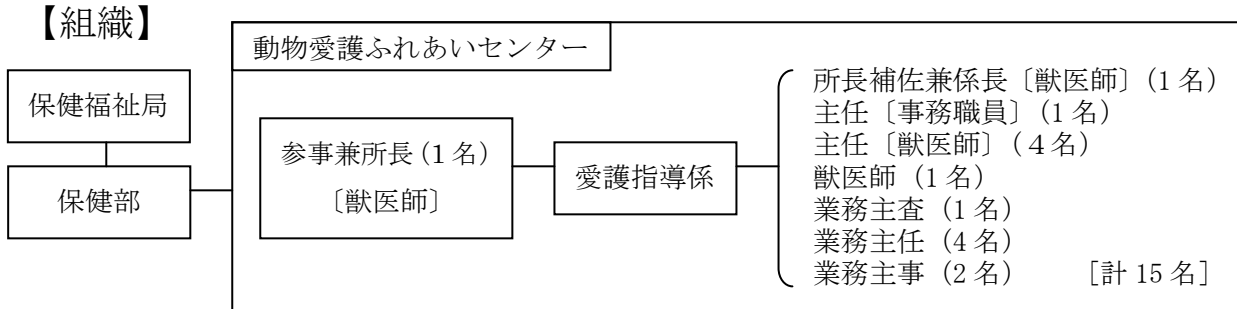 【組織】
動物愛護ふれあいセンター
保健福祉局
保健部
参事兼所長(1名)
〔獣医師〕
愛護指導係
所長補佐兼係長〔獣医師〕(1名)
主任〔事務職員〕(1名)
主任〔獣医師〕(4名)
獣医師(1名)
業務主査(1名)
業務主任(4名)
業務主事(2名) [計15名]